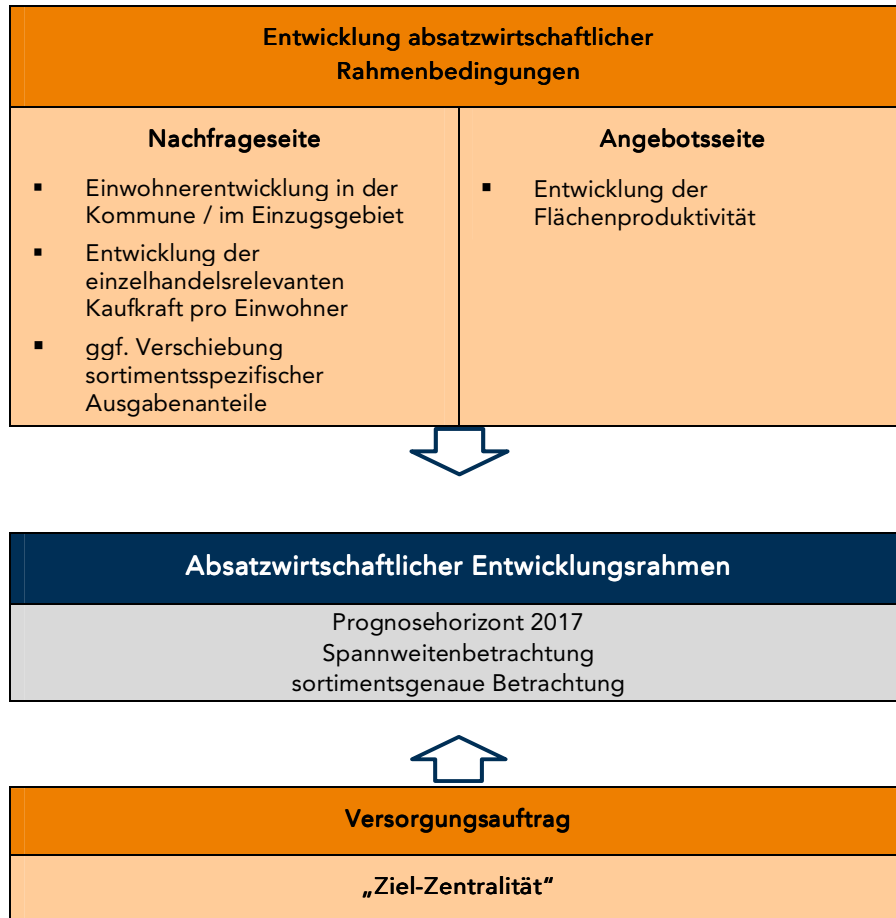 Entwicklung absatzwirtschaftlicher
Rahmenbedingungen
Nachfrageseite
▪ Einwohnerentwicklung in der
Kommune / im Einzugsgebiet
▪ Entwicklung der
einzelhandelsrelevanten
Kaufkraft pro Einwohner
▪ ggf. Verschiebung
sortimentsspezifischer
Ausgabenanteile
Angebotsseite
▪ Entwicklung der
Flächenproduktivität
Absatzwirtschaftlicher Entwicklungsrahmen
Prognosehorizont 2017
Spannweitenbetrachtung
sortimentsgenaue Betrachtung
Versorgungsauftrag
„Ziel-Zentralität“